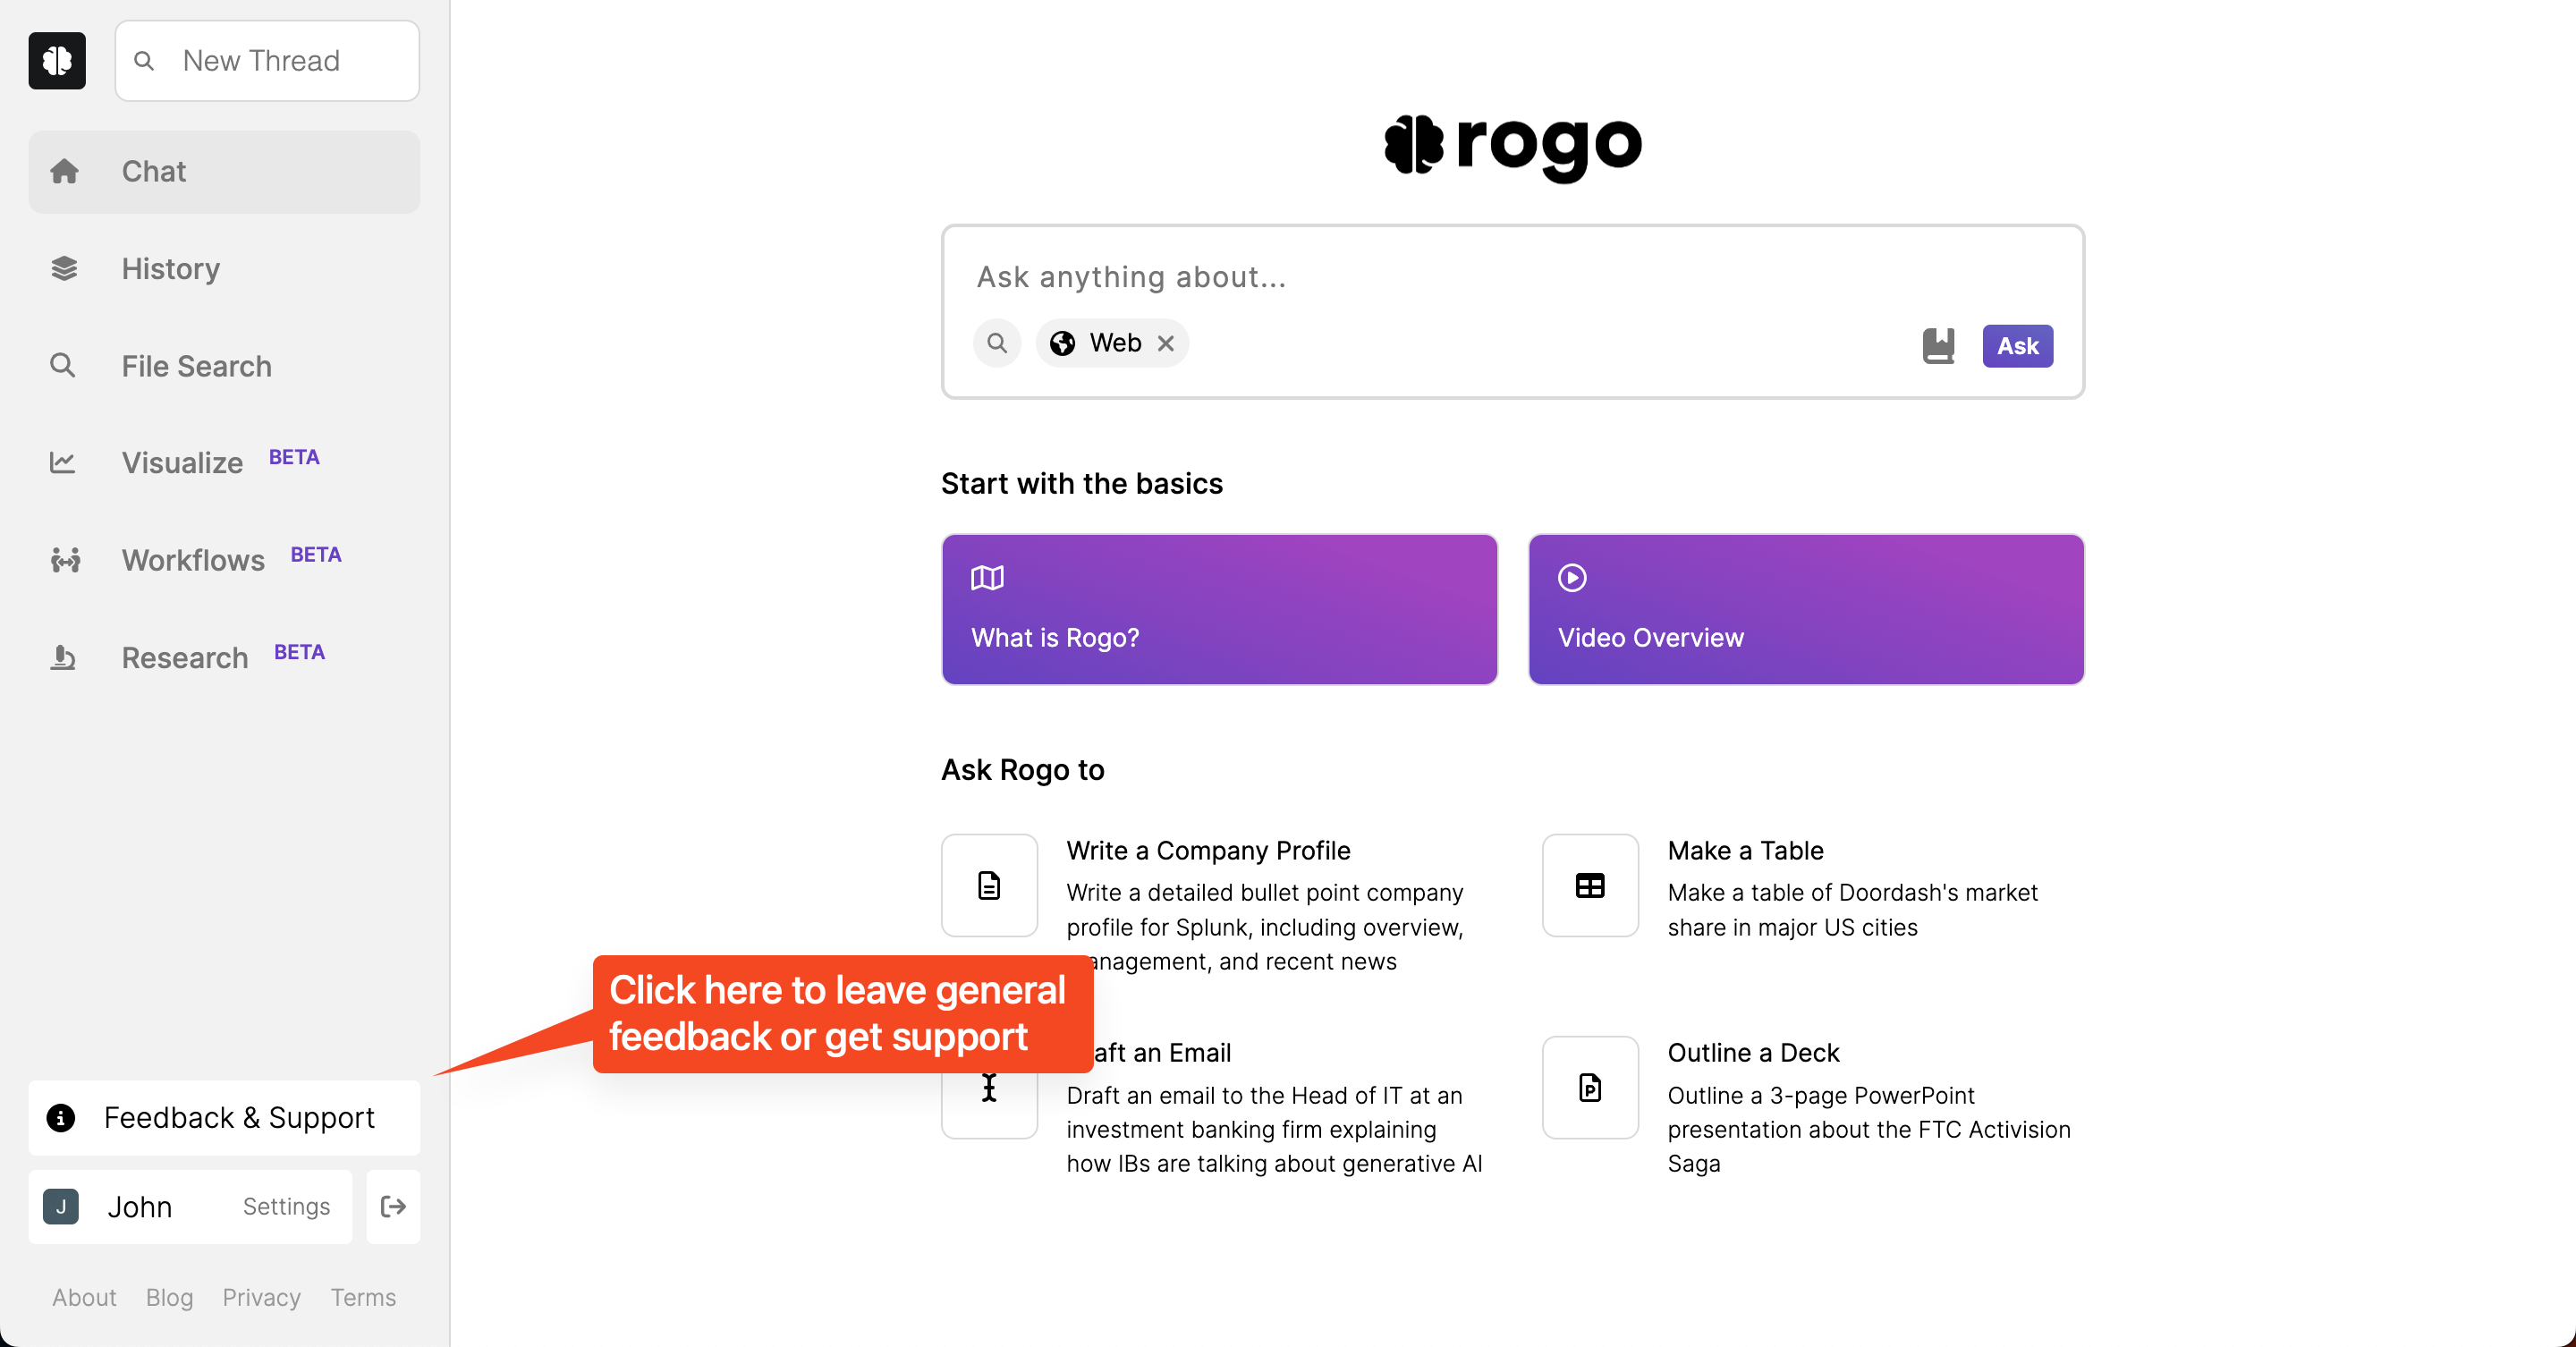 New Thread
Chat
History
File Search
Visualize BETA
Workflows BETA
Research BETA
Feedback & Support
J John Settings
About Blog Privacy Terms
rogo
Ask anything about...
Web
Ask
Start with the basics
What is Rogo?
Video Overview
Ask Rogo to
Write a Company Profile
Write a detailed bullet point company
profile for Splunk, including overview,
anagement, and recent news
Make a Table
Make a table of Doordash's market
share in major US cities
Click here to leave general
feedback or get support
aft an Email
Draft an email to the Head of IT at an
investment banking firm explaining
how IBs are talking about generative AI
Outline a Deck
Outline a 3-page PowerPoint
presentation about the FTC Activision
Saga